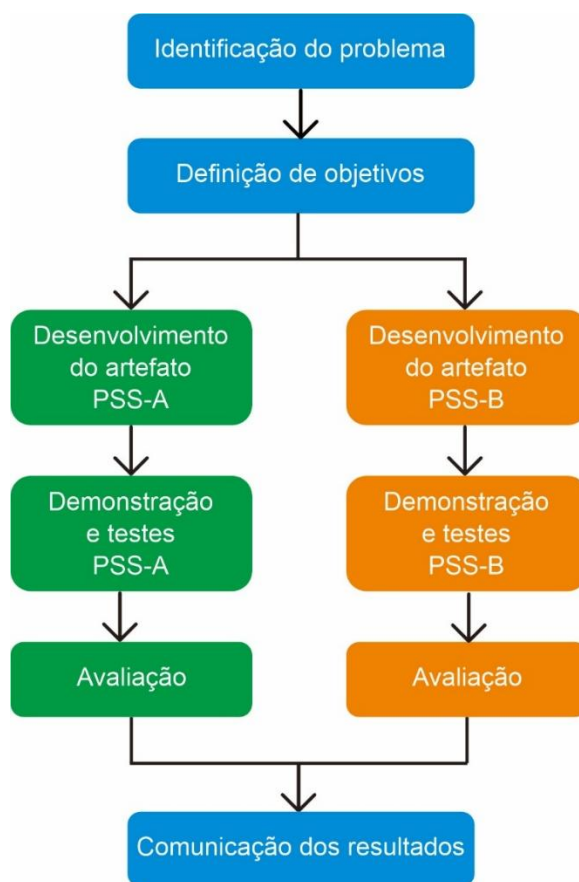 Identificação do problema
Definição de objetivos
Desenvolvimento
do artefato
PSS-A
Desenvolvimento
do artefato
PSS-B
Demonstração
e testes
PSS-A
Demonstração
e testes
PSS-B
Avaliação
Avaliação
Comunicação dos resultados